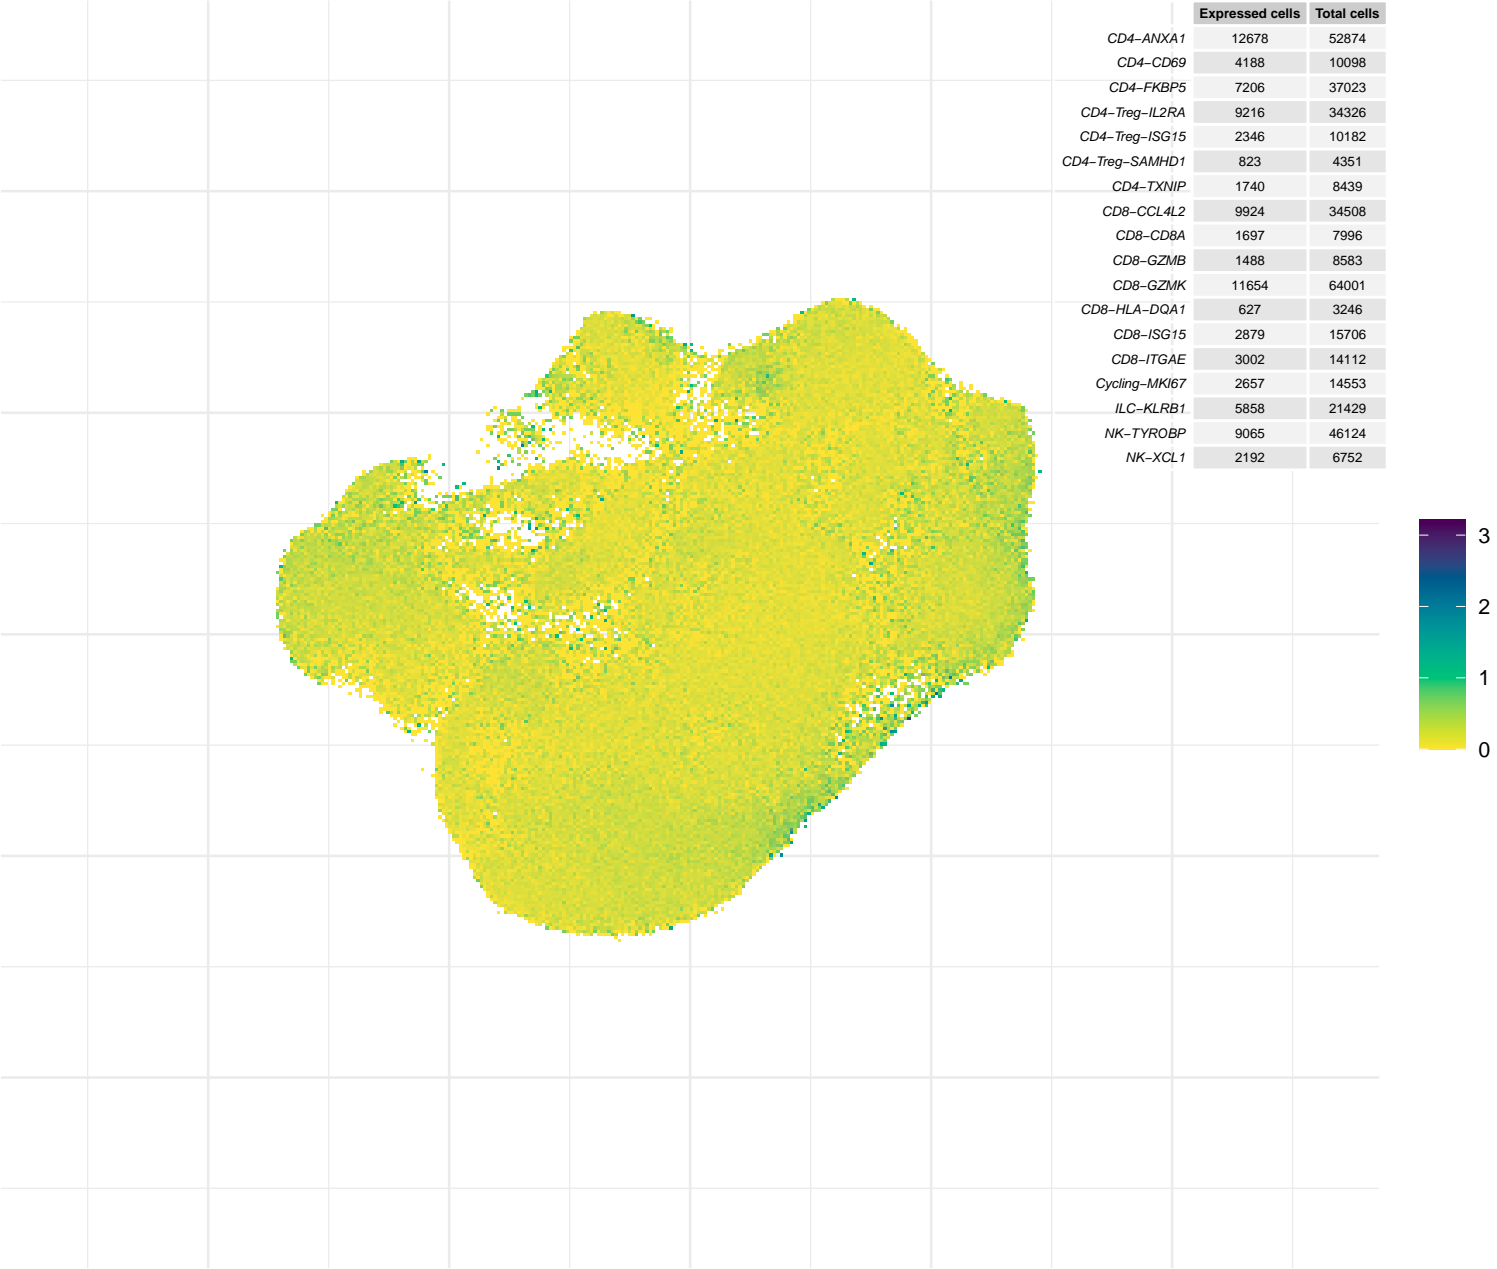 Expressed cells Total cells
CD4−ANXA1 12678 52874
CD4−CD69 4188 10098
CD4−FKBP5 7206 37023
CD4−Treg−IL2RA 9216 34326
CD4−Treg−ISG15 2346 10182
CD4−Treg−SAMHD1 823 4351
CD4−TXNIP 1740 8439
CD8−CCL4L2 9924 34508
CD8−CD8A 1697 7996
CD8−GZMB 1488 8583
CD8−GZMK 11654 64001
CD8−HLA−DQA1 627 3246
CD8−ISG15 2879 15706
CD8−ITGAE 3002 14112
Cycling−MKI67 2657 14553
ILC−KLRB1 5858 21429
NK−TYROBP 9065 46124
NK−XCL1 2192 6752
3
2
1
0